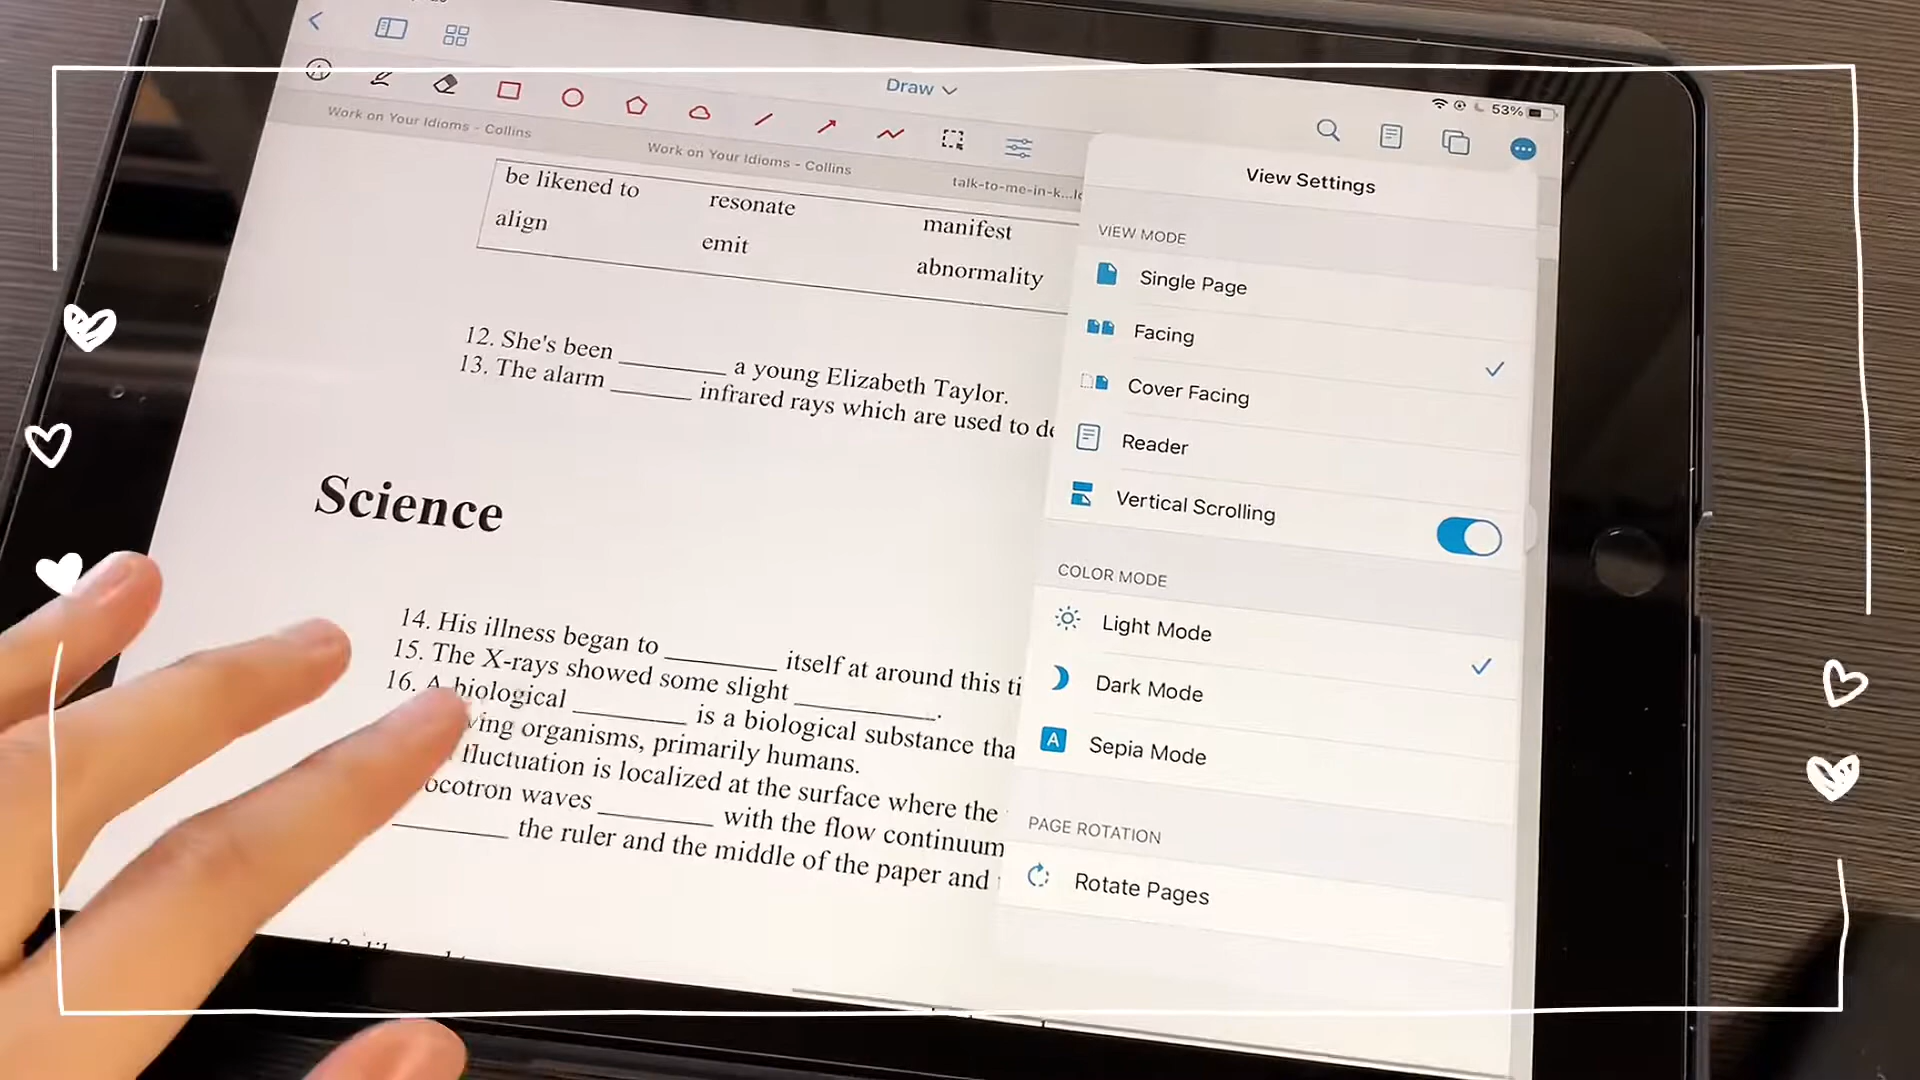 Draw
53%
Work on Your Idioms - Collins
Work on Your Idioms - Collins
talk-to-me-in-k...
be likened to
resonate
manifest
align
emit
abnormality
12. She's been ________ a young Elizabeth Taylor.
13. The alarm ______ infrared rays which are used to de
Science
14. His illness began to ________ itself at around this ti
15. The X-rays showed some slight __________.
16. A biological ________ is a biological substance tha
ving organisms, primarily humans.
fluctuation is localized at the surface where the
ocotron waves ________ with the flow continuum
________ the ruler and the middle of the paper and
View Settings
VIEW MODE
Single Page
Facing
Cover Facing
Reader
Vertical Scrolling
COLOR MODE
Light Mode
Dark Mode
A Sepia Mode
PAGE ROTATION
Rotate Pages